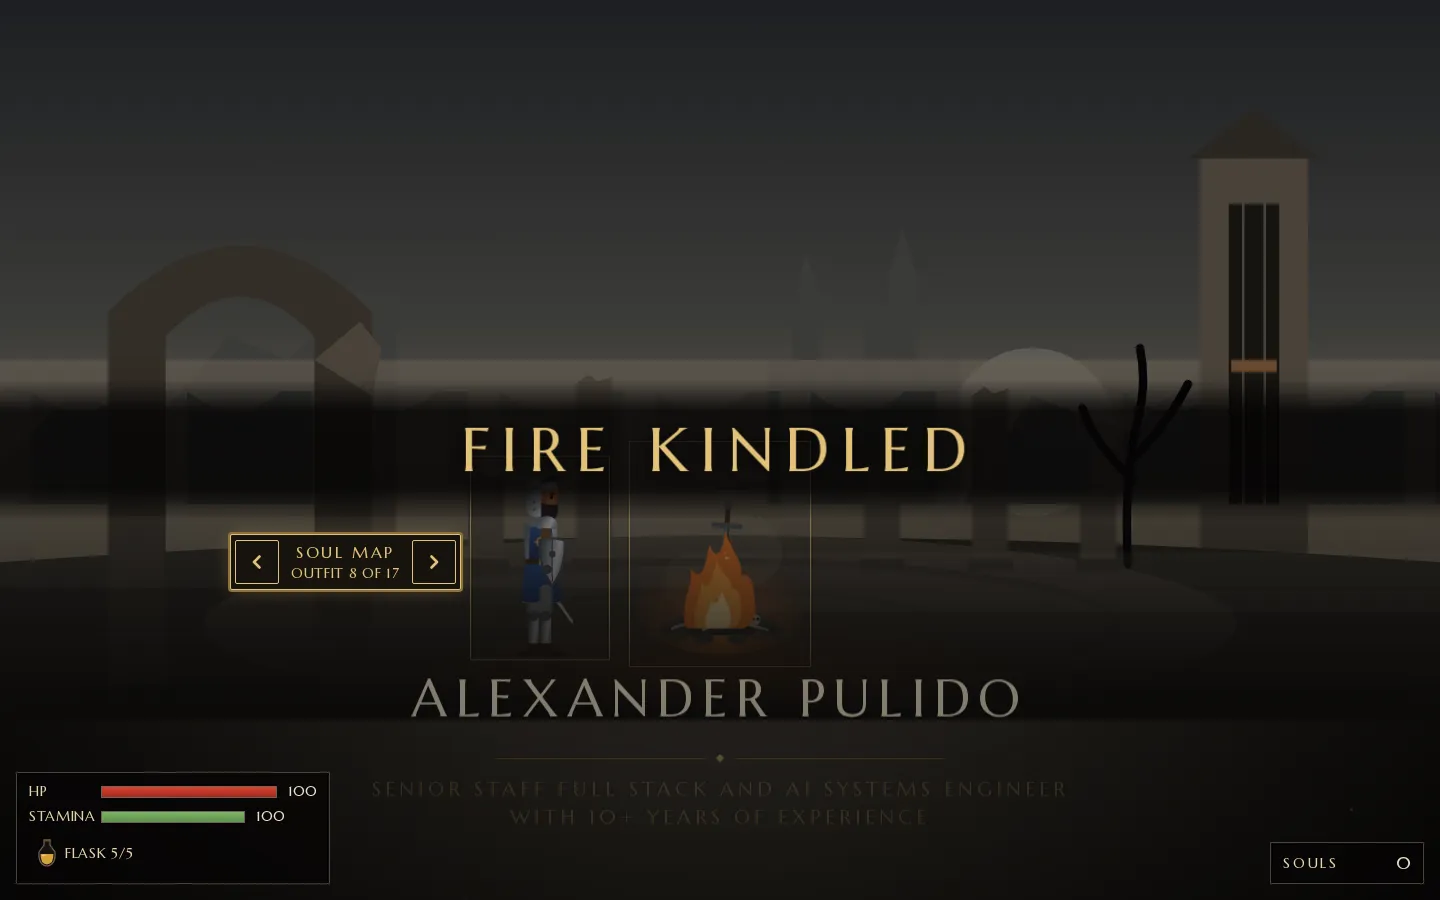 FIRE KINDLED
SOUL MAP
OUTFIT 8 OF 17
ALEXANDER PULIDO
SENIOR STAFF FULL STACK AND AI SYSTEMS ENGINEER
WITH 10+ YEARS OF EXPERIENCE
HP 100
STAMINA 100
FLASK 5/5
SOULS 0